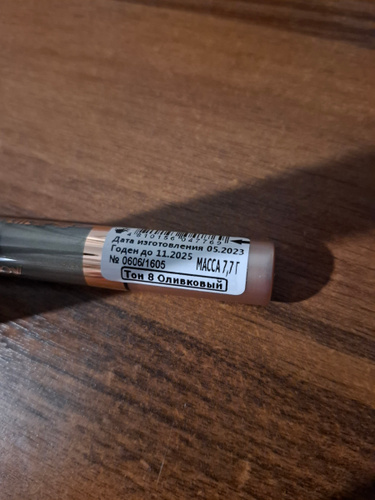 Дата изготовления 05.2023
Годен до 11.2025
№ 0606/1605 МАССА 7,7 Г
Тон 8 Оливковый